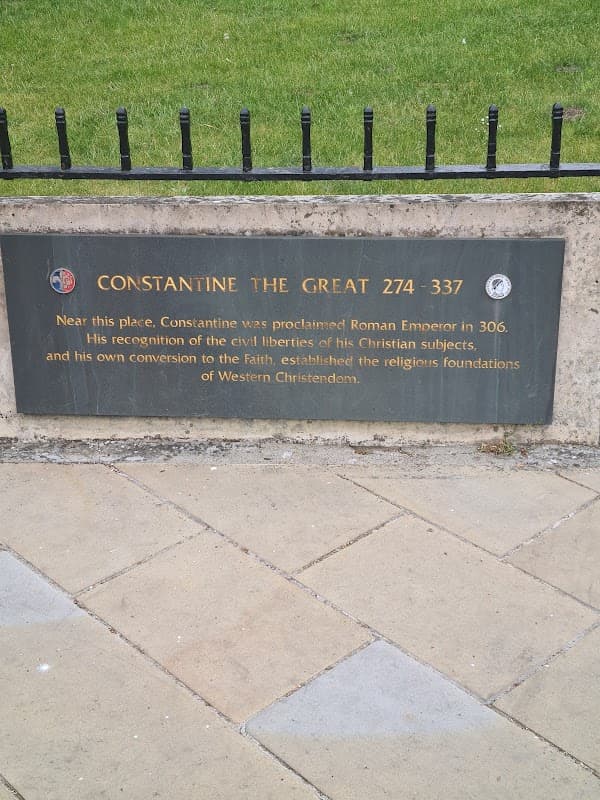 CONSTANTINE THE GREAT 274-337
Near this place, Constantine was proclaimed Roman Emperor in 306.
His recognition of the civil liberties of his Christian subjects,
and his own conversion to the Faith, established the religious foundations
of Western Christendom.